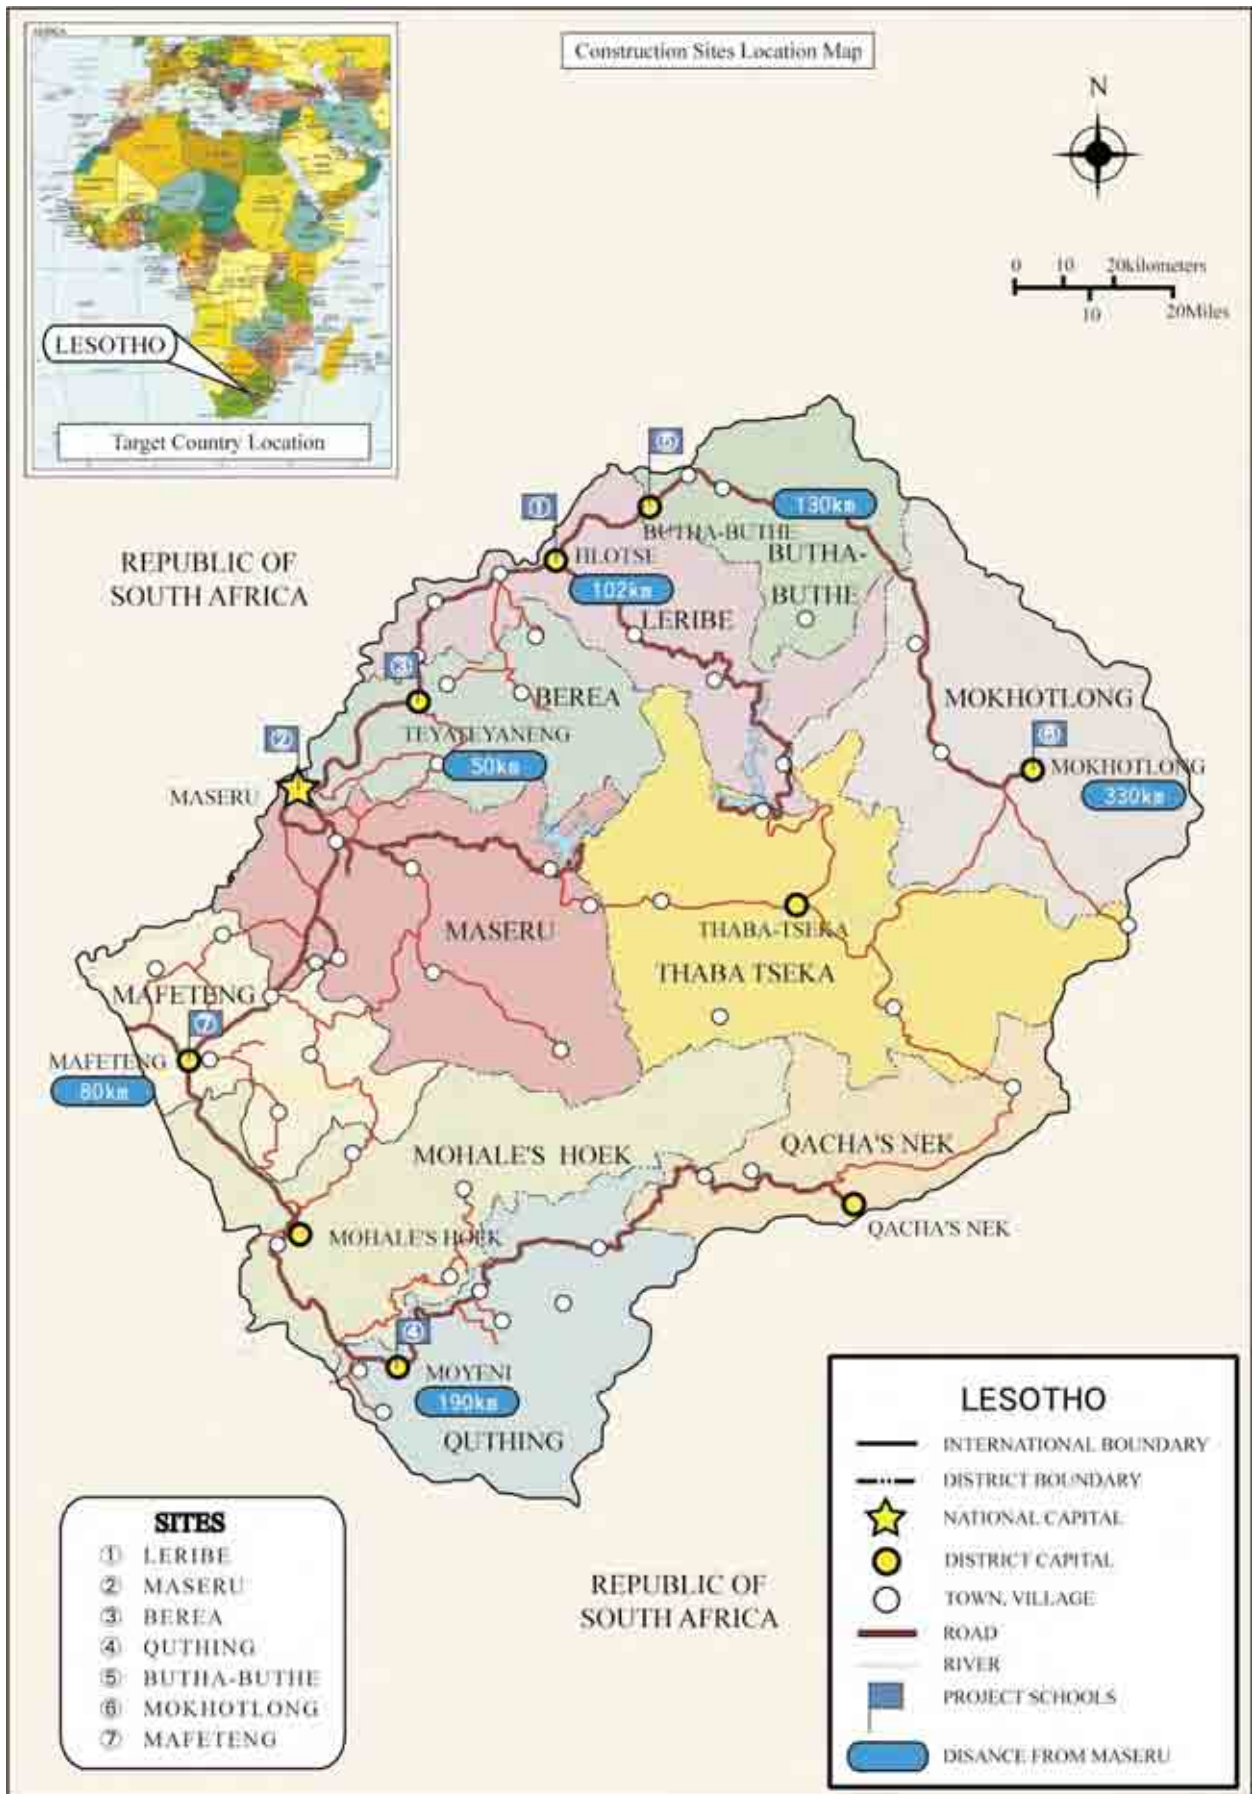 AFRICA
Construction Sites Location Map
N
0 10 20kilometers
10 20Miles
LESOTHO
Target Country Location
⑤
①
130km
BUTHA-BUTHE
REPUBLIC OF
SOUTH AFRICA
HLOTSE
BUTHA-
BUTHE
102km
LERIBE
③
BEREA
MOKHOTLONG
②
TEYATEYANENG
50km
⑥
MOKHOTLONG
330km
MASERU
MASERU
THABA-TSEKA
THABA TSEKA
MAFETENG
⑦
MAFETENG
80km
MOHALE'S HOEK
QACHA'S NEK
MOHALE'S HOEK
QACHA'S NEK
④
MOYENI
190km
QUTHING
SITES
① LERIBE
② MASERU
③ BEREA
④ QUTHING
⑤ BUTHA-BUTHE
⑥ MOKHOTLONG
⑦ MAFETENG
REPUBLIC OF
SOUTH AFRICA
LESOTHO
INTERNATIONAL BOUNDARY
DISTRICT BOUNDARY
NATIONAL CAPITAL
DISTRICT CAPITAL
TOWN, VILLAGE
ROAD
RIVER
PROJECT SCHOOLS
DISANCE FROM MASERU